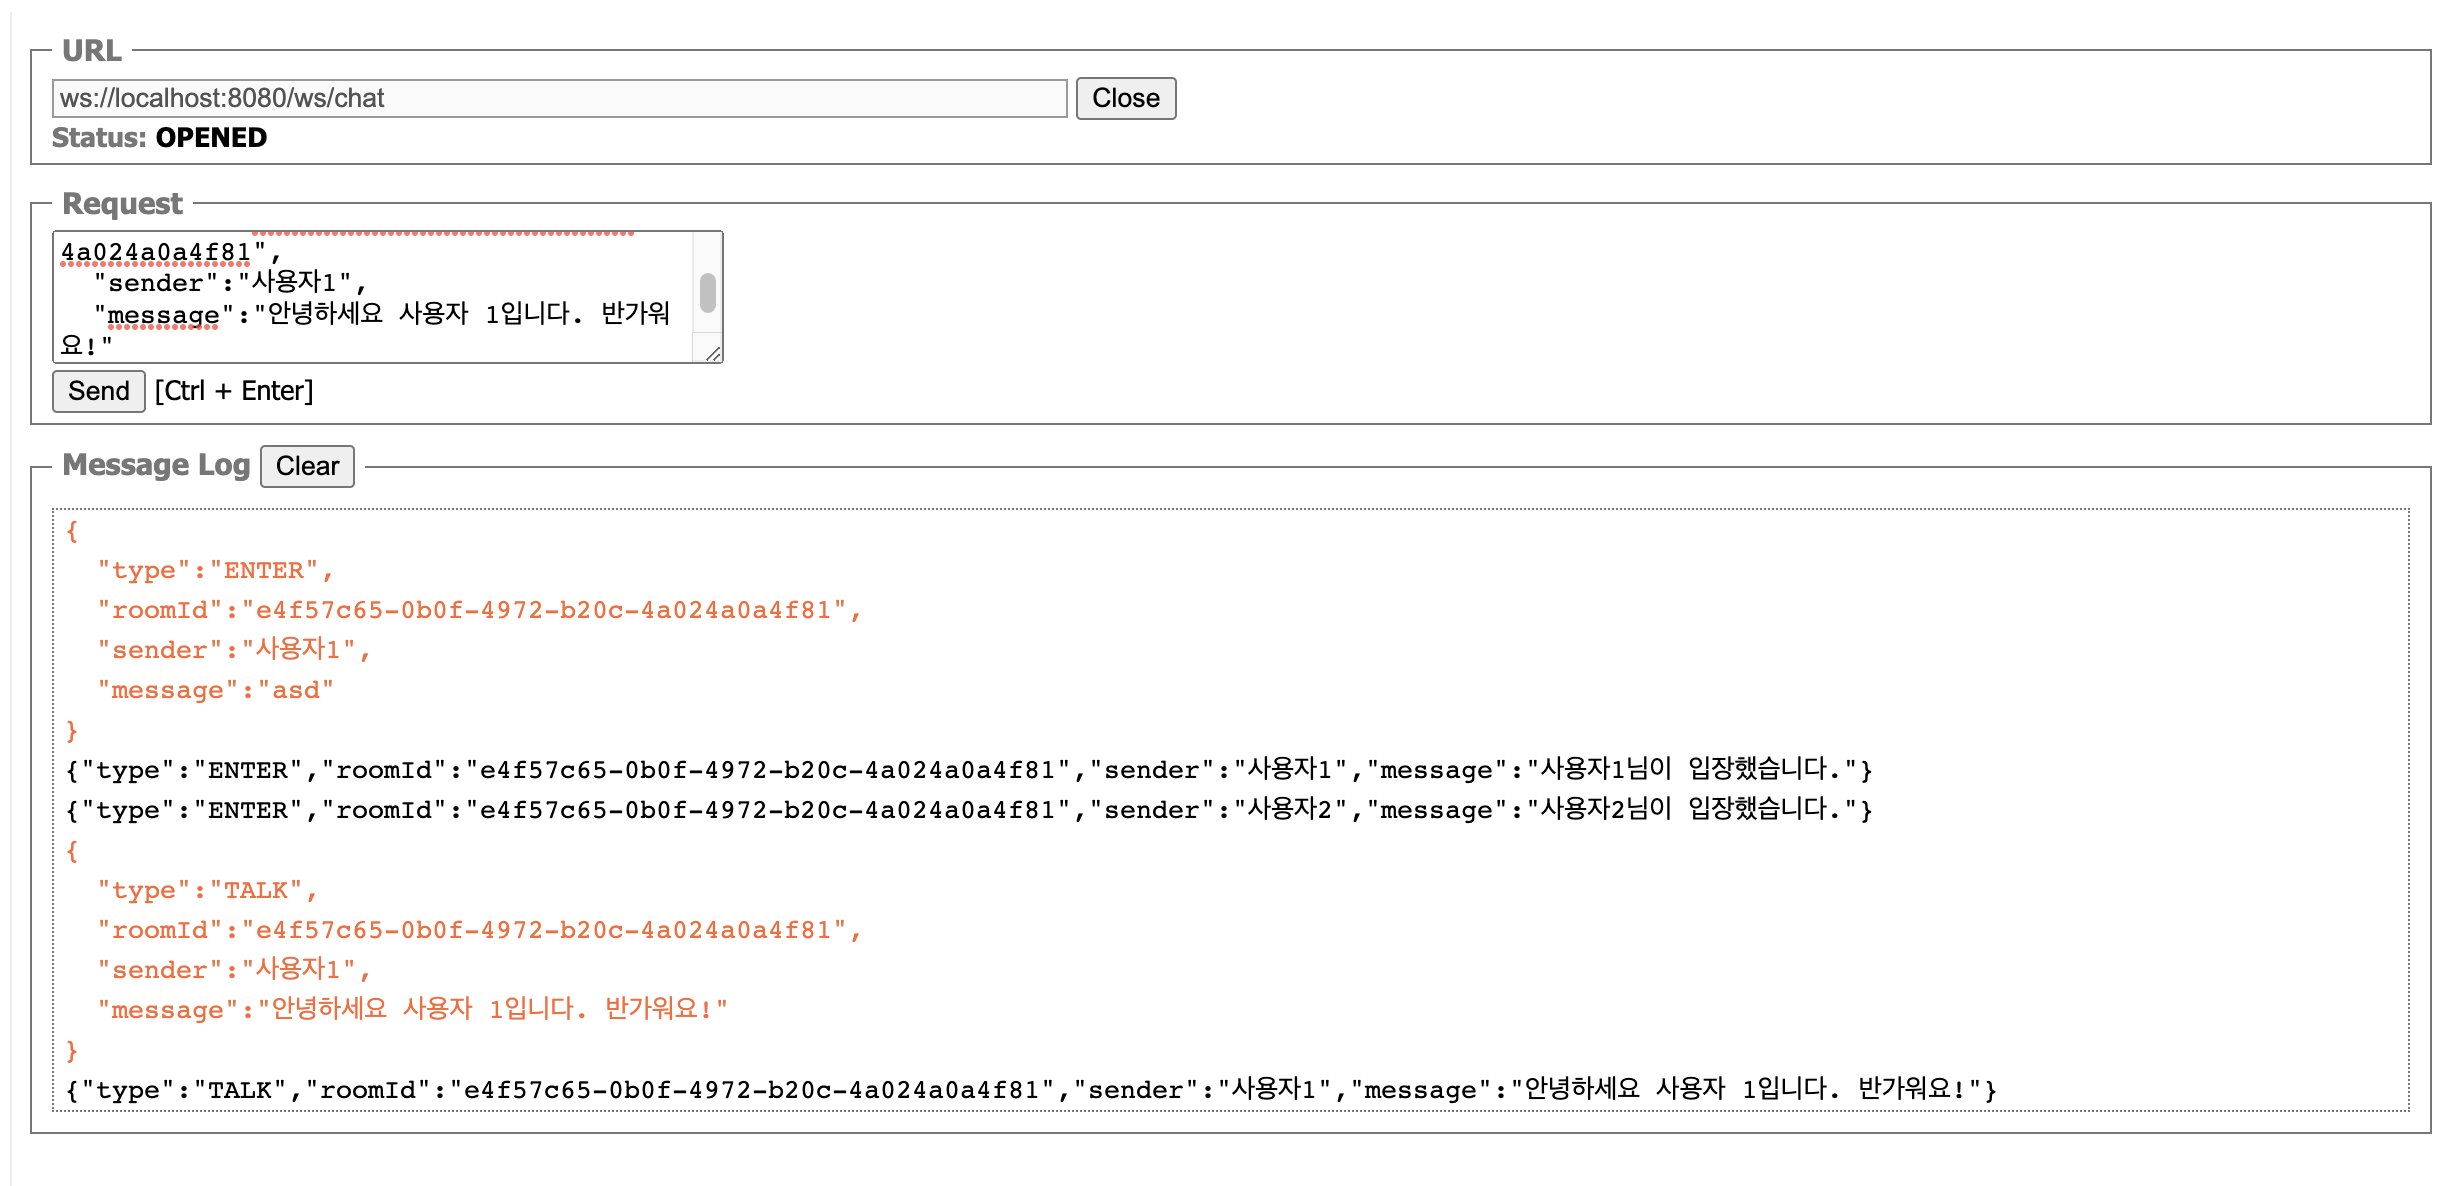 URL
ws://localhost:8080/ws/chat Close
Status: OPENED
Request
4a024a0a4f81",
"sender":"사용자1",
"message":"안녕하세요 사용자 1입니다. 반가워
요!"
Send [Ctrl + Enter]
Message Log Clear
{
"type":"ENTER",
"roomId":"e4f57c65-0b0f-4972-b20c-4a024a0a4f81",
"sender":"사용자1",
"message":"asd"
}
{"type":"ENTER","roomId":"e4f57c65-0b0f-4972-b20c-4a024a0a4f81","sender":"사용자1","message":"사용자1님이 입장했습니다."}
{"type":"ENTER","roomId":"e4f57c65-0b0f-4972-b20c-4a024a0a4f81","sender":"사용자2","message":"사용자2님이 입장했습니다."}
{
"type":"TALK",
"roomId":"e4f57c65-0b0f-4972-b20c-4a024a0a4f81",
"sender":"사용자1",
"message":"안녕하세요 사용자 1입니다. 반가워요!"
}
{"type":"TALK","roomId":"e4f57c65-0b0f-4972-b20c-4a024a0a4f81","sender":"사용자1","message":"안녕하세요 사용자 1입니다. 반가워요!"}